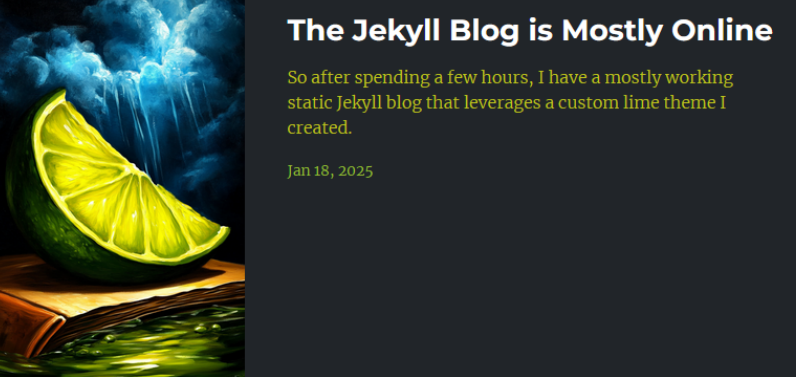 The Jekyll Blog is Mostly Online
So after spending a few hours, I have a mostly working
static Jekyll blog that leverages a custom lime theme I
created.
Jan 18, 2025